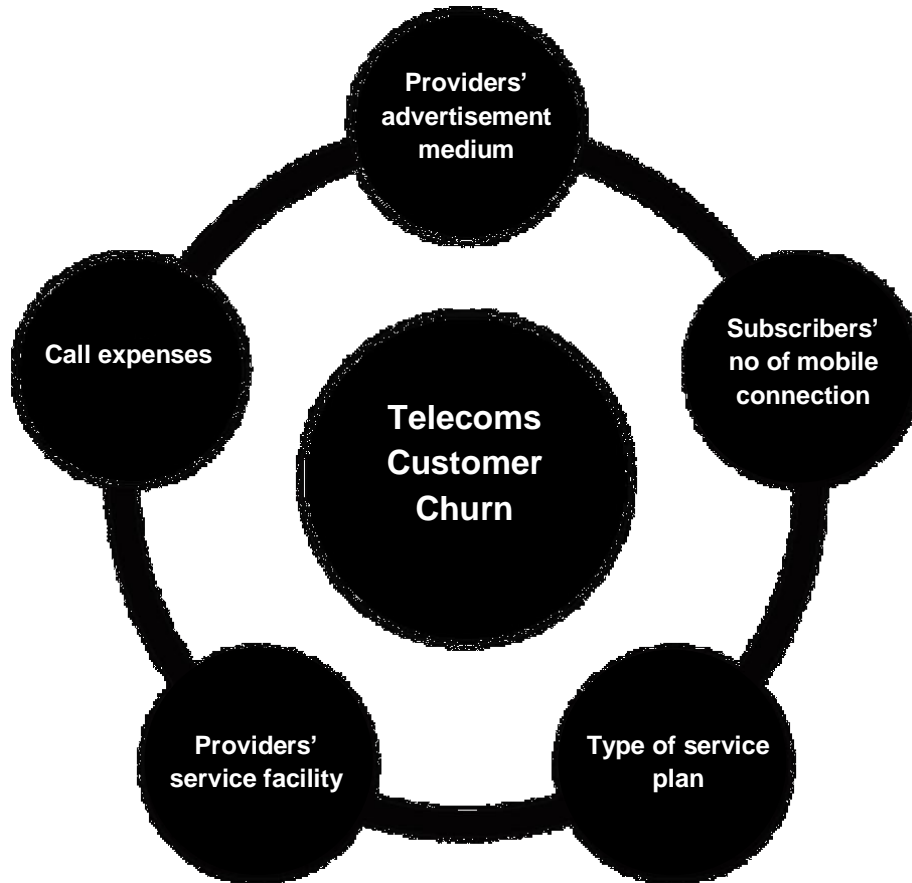 Providers’
advertisement
medium
Subscribers’
no of mobile
connection
Call expenses
Telecoms
Customer
Churn
Providers’
service facility
Type of service
plan